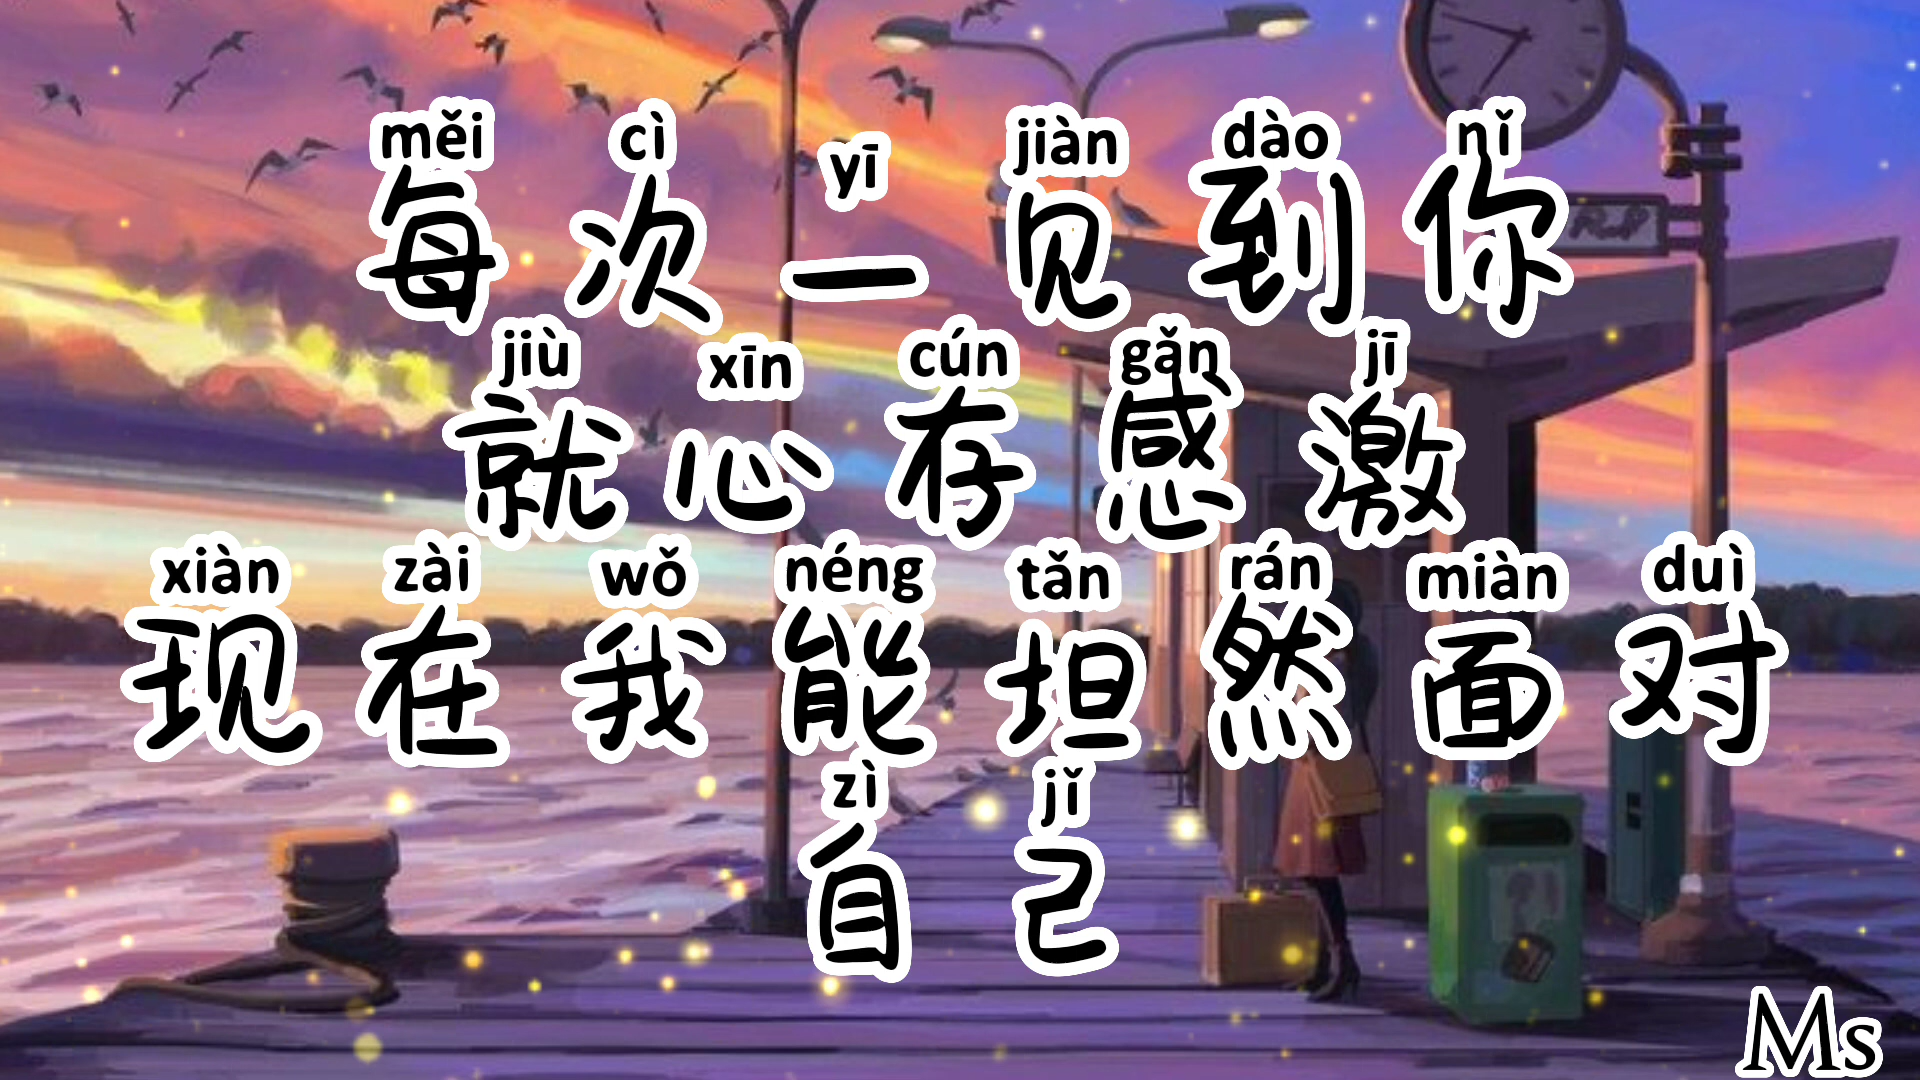 měi cì yī jiàn dào nǐ
每次一见到你
jiù xīn cún gǎn jī
就心存感激
xiàn zài wǒ néng tǎn rán miàn duì
现在我能坦然面对
zì jǐ
自己
Ms